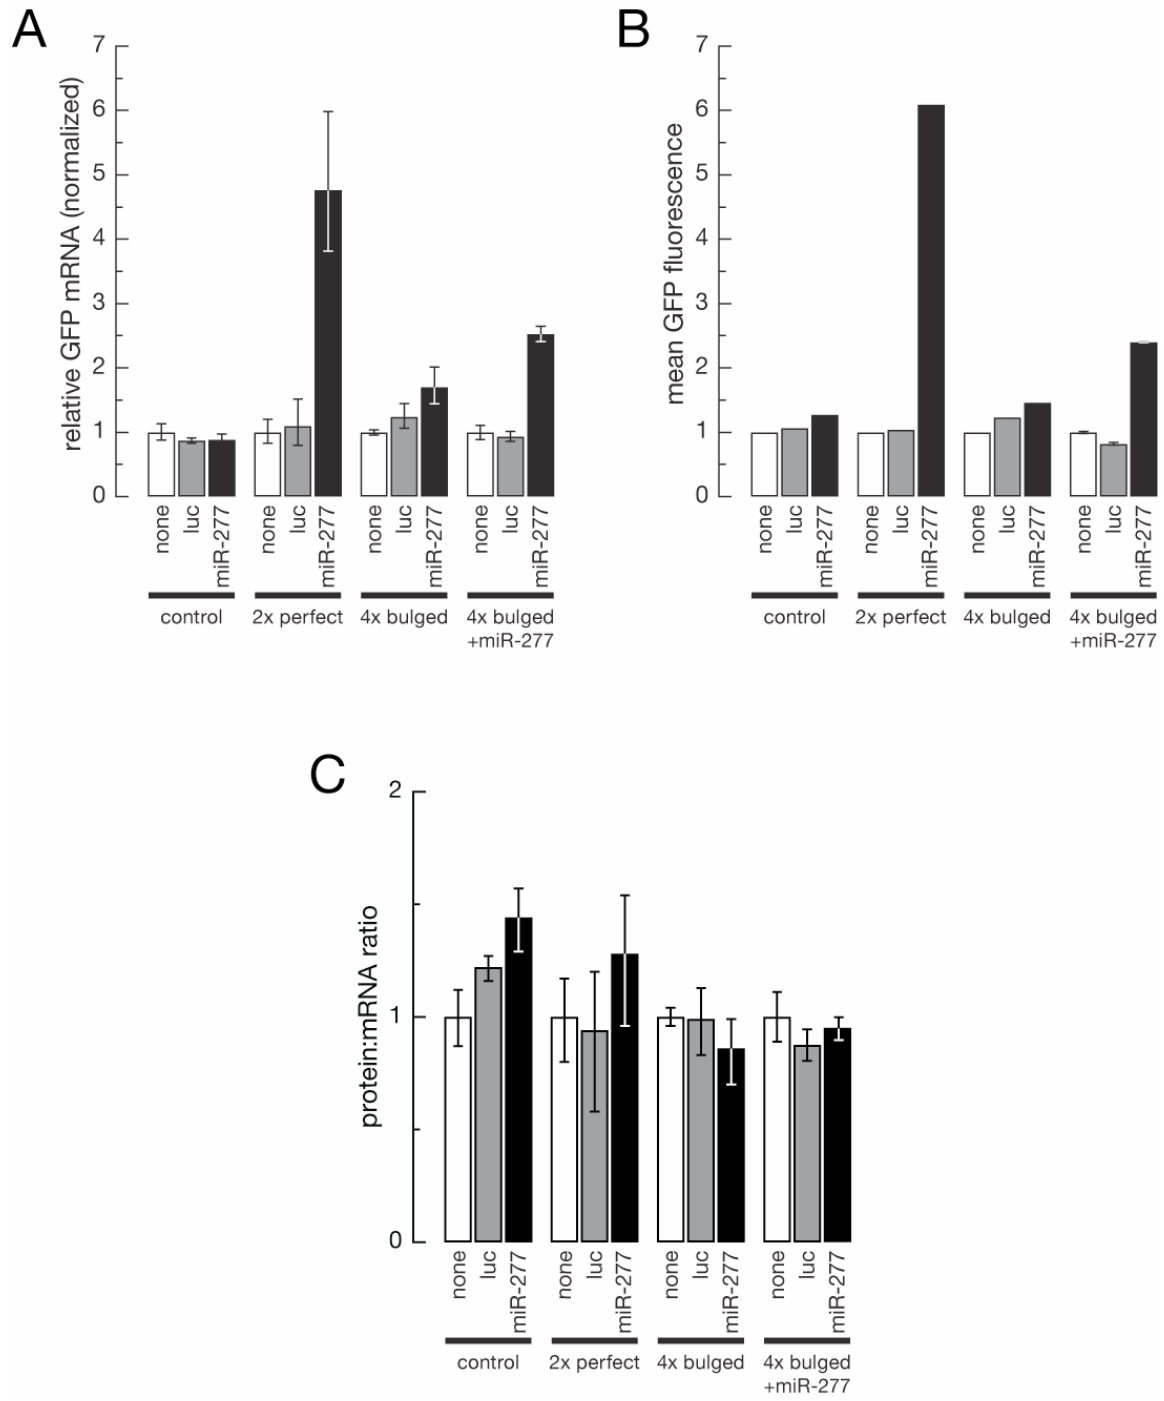 A
relative GFP mRNA (normalized)
7
6
5
4
3
2
1
0
none
luc
miR-277
none
luc
miR-277
none
luc
miR-277
none
luc
miR-277
control
2x perfect
4x bulged
4x bulged
+miR-277
B
mean GFP fluorescence
7
6
5
4
3
2
1
0
none
luc
miR-277
none
luc
miR-277
none
luc
miR-277
none
luc
miR-277
control
2x perfect
4x bulged
4x bulged
+miR-277
C
protein:mRNA ratio
2
1
0
none
luc
miR-277
none
luc
miR-277
none
luc
miR-277
none
luc
miR-277
control
2x perfect
4x bulged
4x bulged
+miR-277